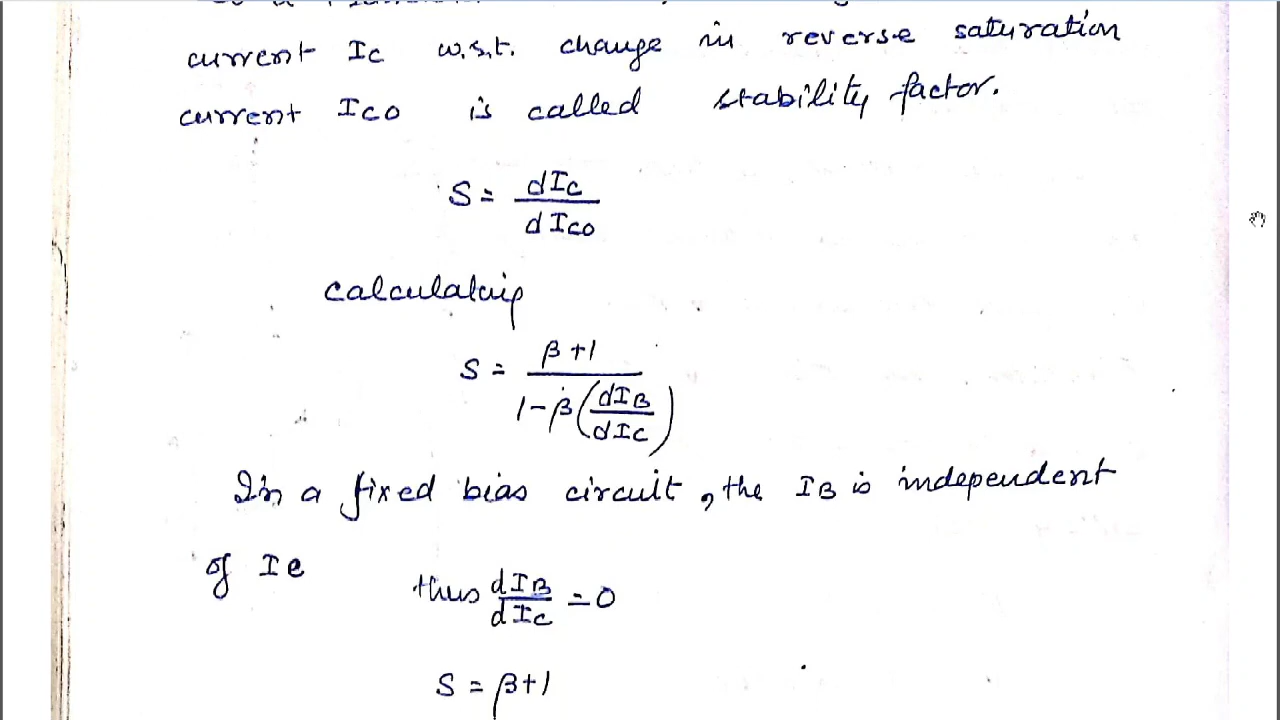 current Ic w.r.t. change in reverse saturation
current Ico is called stability factor.
S = dIc
dIco
S = β+1
1-β(dIB
dIc)
In a fixed bias circuit, the IB is independent
of Ic
thus dIB = 0
dIc
S = β+1